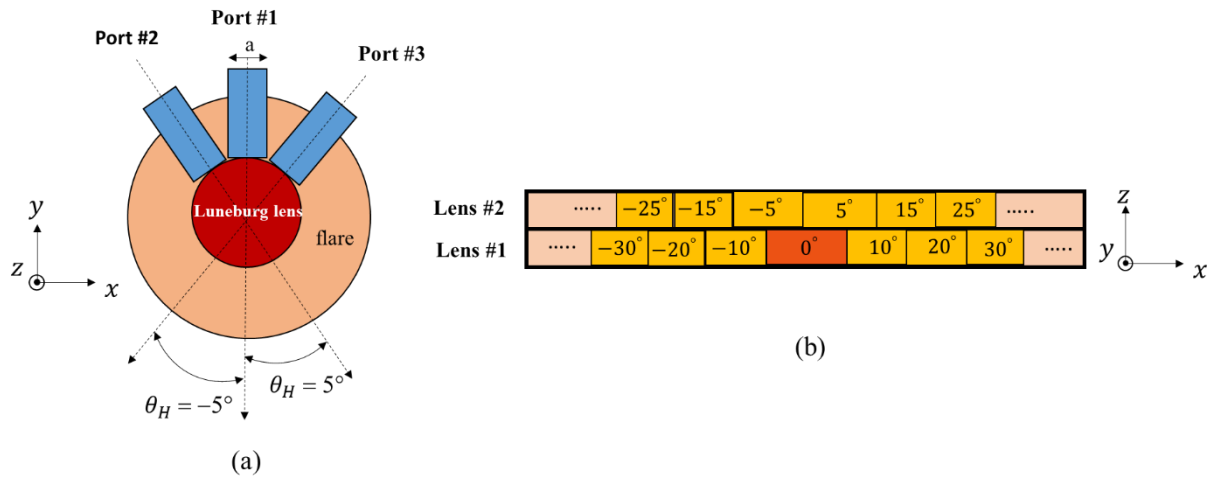 Port #1
Port #2
a
Port #3
Luneburg lens
flare
y
z
x
θ_H = −5°
θ_H = 5°
(a)
Lens #2 ..... −25° −15° −5° 5° 15° 25° .....
Lens #1 ..... −30° −20° −10° 0° 10° 20° 30° .....
z
y
x
(b)